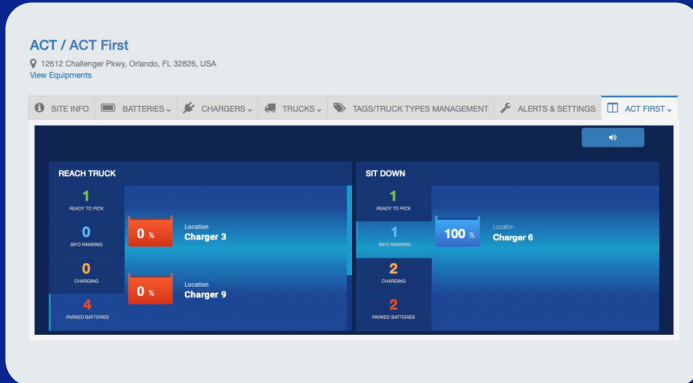 ACT / ACT First
12612 Challenger Pkwy, Orlando, FL 32826, USA
View Equipments
SITE INFO BATTERIES CHARGERS TRUCKS TAGS/TRUCK TYPES MANAGEMENT ALERTS & SETTINGS ACT FIRST
REACH TRUCK
1
READY TO PICK
0
BFO RANKING
0
CHARGING
4
PARKED BATTERIES
0 %
Location
Charger 3
0 %
Location
Charger 9
SIT DOWN
1
READY TO PICK
1
BFO RANKING
2
CHARGING
2
PARKED BATTERIES
100 %
Location
Charger 6